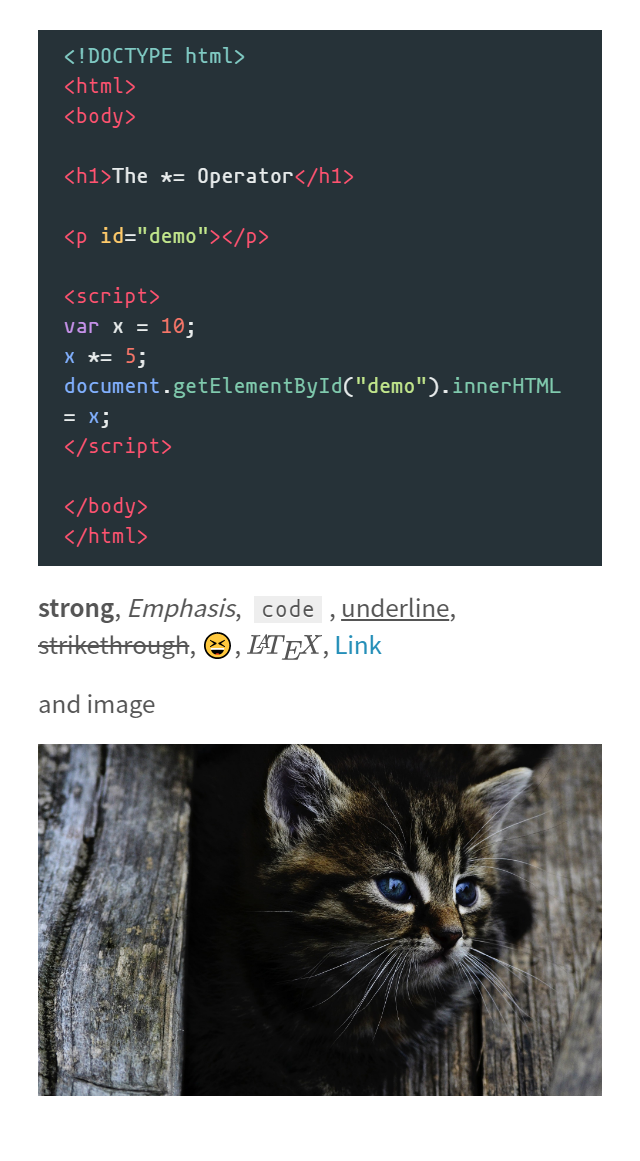 <!DOCTYPE html>
<html>
<body>
<h1>The *= Operator</h1>
<p id="demo"></p>
<script>
var x = 10;
x *= 5;
document.getElementById("demo").innerHTML
= x;
</script>
</body>
</html>
strong, Emphasis, code , underline,
strikethrough, 😆, LATEX, Link
and image